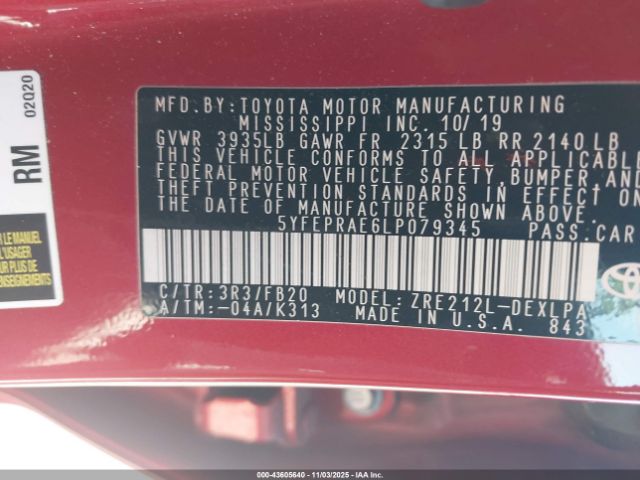 MFD. BY: TOYOTA MOTOR MANUFACTURING
MISSISSIPPI INC. 10/19
GVWR 3935LB GAWR FR 2315 LB RR 2140 LB
THIS VEHICLE CONFORMS TO ALL APPLICABLE
FEDERAL MOTOR VEHICLE SAFETY, BUMPER, AND
THEFT PREVENTION STANDARDS IN EFFECT ON
THE DATE OF MANUFACTURE SHOWN ABOVE.
5YFEPRAE6LP079345 PASS. CAR
C/TR: 3R3/FB20 MODEL: ZRE212L-DEXLPA
A/TM: -04A/K313 MADE IN U.S.A. 843
RM 02Q20
R LE MANUEL
L'USAGER
POUR PLUS DE
SEIGNEMENTS
000-43605640 - 11/03/2025 - IAA Inc.